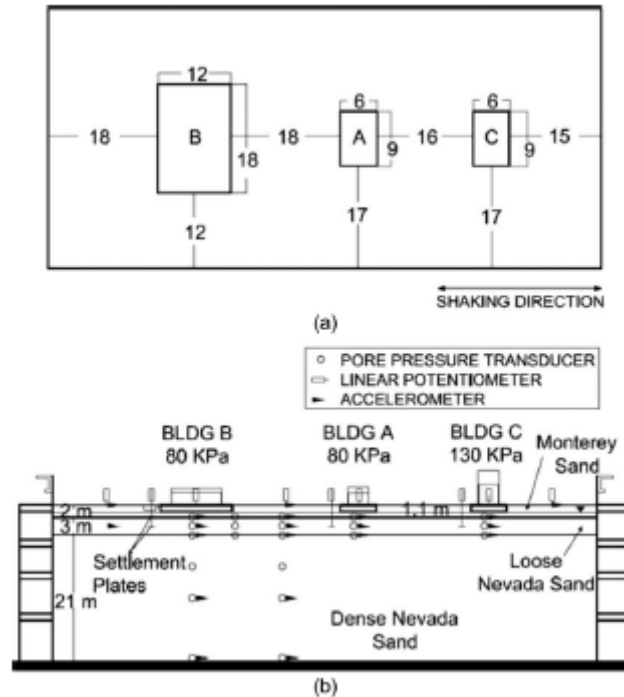 12
6
6
18
B
18
18
A
9
16
C
9
15
12
17
17
SHAKING DIRECTION
(a)
PORE PRESSURE TRANSDUCER
LINEAR POTENTIOMETER
ACCELEROMETER
BLDG B
80 KPa
BLDG A
80 KPa
BLDG C
130 KPa
Monterey
Sand
2 m
1.1 m
3 m
Settlement
Plates
Loose
Nevada Sand
21 m
Dense Nevada
Sand
(b)